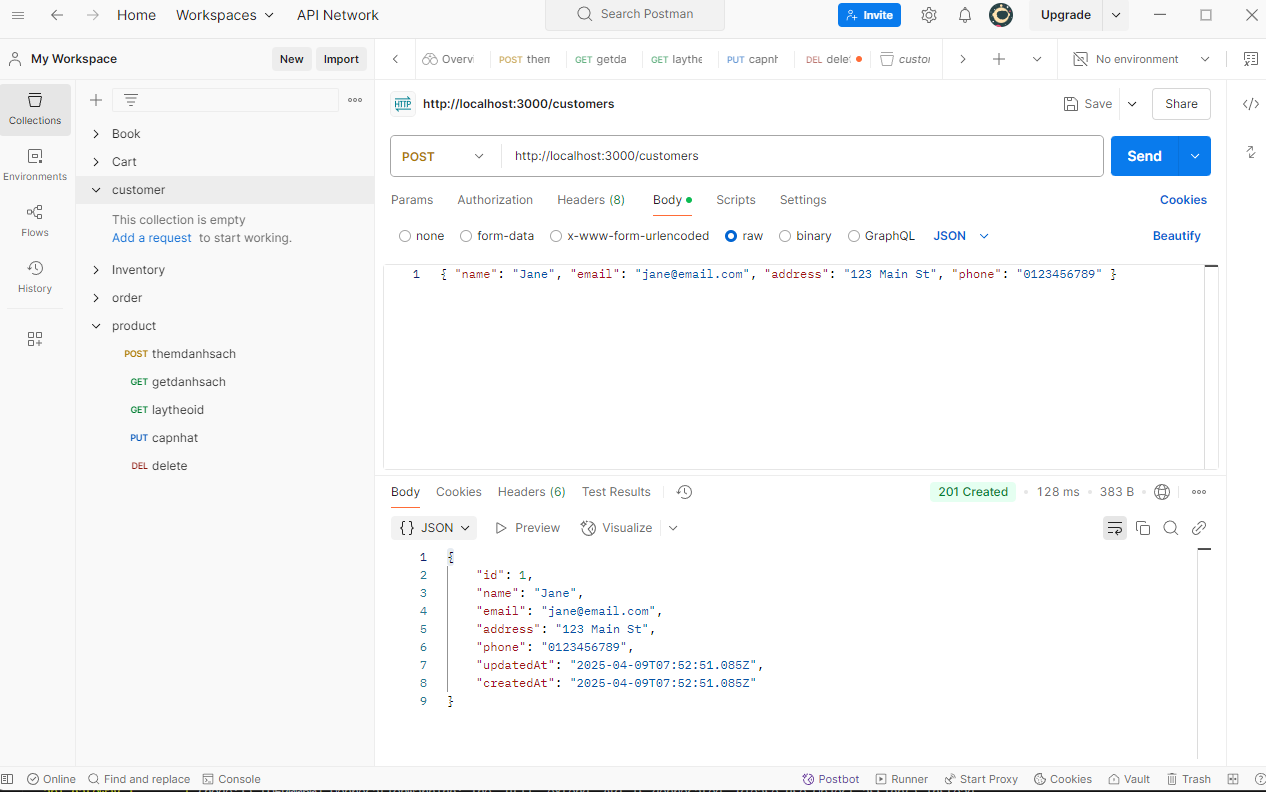 Home Workspaces API Network Search Postman Invite Upgrade
My Workspace New Import Overvi POST them GET getda GET laythe PUT capnh DEL delet custor No environment
HTTP http://localhost:3000/customers Save Share
Collections
Environments
Flows
History
Book
Cart
customer
This collection is empty
Add a request to start working.
Inventory
order
product
POST themdanhsach
GET getdanhsach
GET laytheoid
PUT capnhat
DEL delete
POST http://localhost:3000/customers Send
Params Authorization Headers (8) Body Scripts Settings Cookies
none form-data x-www-form-urlencoded raw binary GraphQL JSON Beautify
1 { "name": "Jane", "email": "jane@email.com", "address": "123 Main St", "phone": "0123456789" }
Body Cookies Headers (6) Test Results 201 Created 128 ms 383 B
{} JSON Preview Visualize
1 {
2 "id": 1,
3 "name": "Jane",
4 "email": "jane@email.com",
5 "address": "123 Main St",
6 "phone": "0123456789",
7 "updatedAt": "2025-04-09T07:52:51.085Z",
8 "createdAt": "2025-04-09T07:52:51.085Z"
9 }
Online Find and replace Console Postbot Runner Start Proxy Cookies Vault Trash